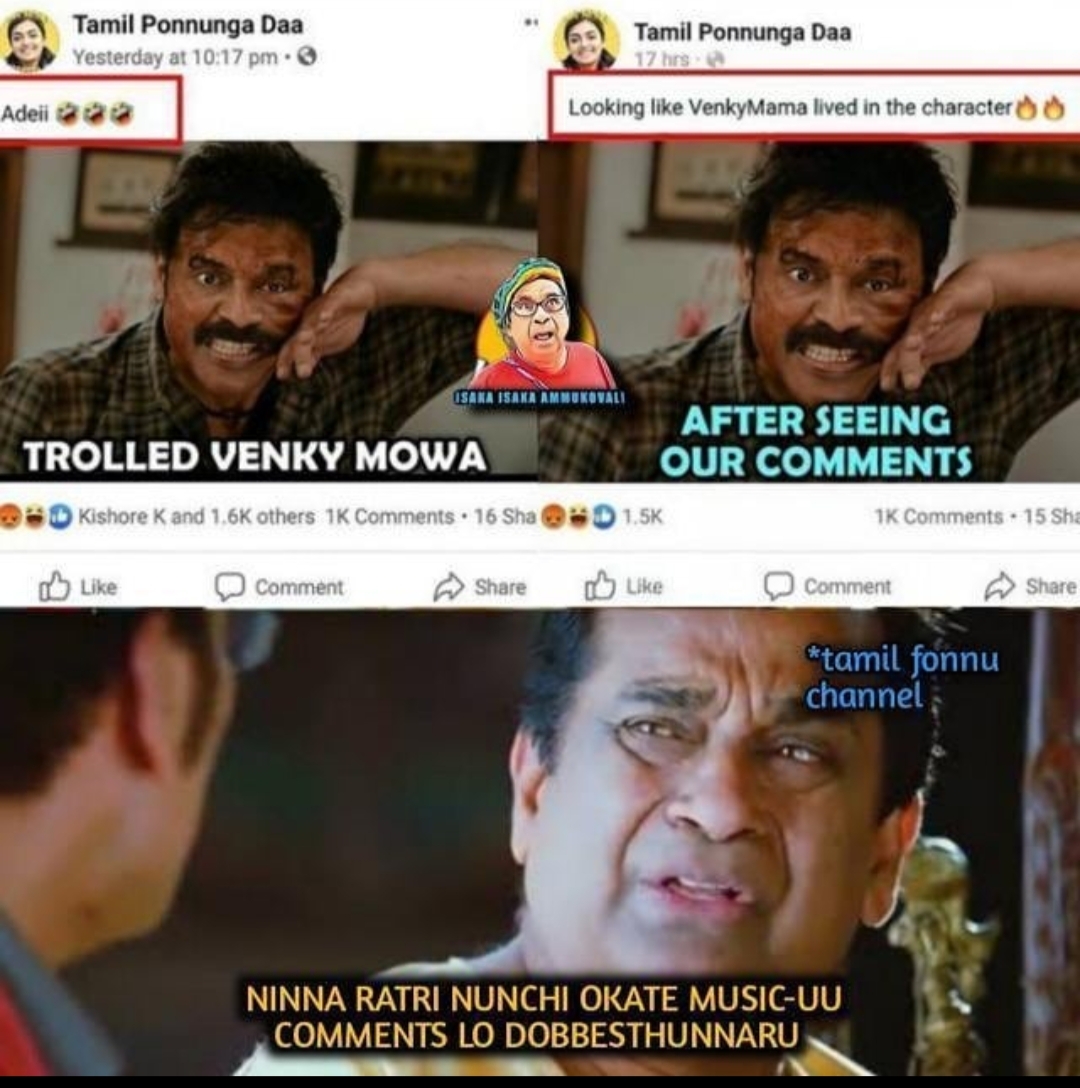 Tamil Ponnunga Daa
Yesterday at 10:17 pm •
Adeii 🤣🤣🤣
TROLLED VENKY MOWA
Kishore K and 1.6K others 1K Comments • 16 Sha
Like Comment Share
Tamil Ponnunga Daa
17 hrs ·
Looking like VenkyMama lived in the character🔥🔥
AFTER SEEING
OUR COMMENTS
1.5K 1K Comments • 15 Sha
Like Comment Share
ISAKA ISAKA AMMUKOVALI
*tamil fonnu
channel
NINNA RATRI NUNCHI OKATE MUSIC-UU
COMMENTS LO DOBBESTHUNNARU